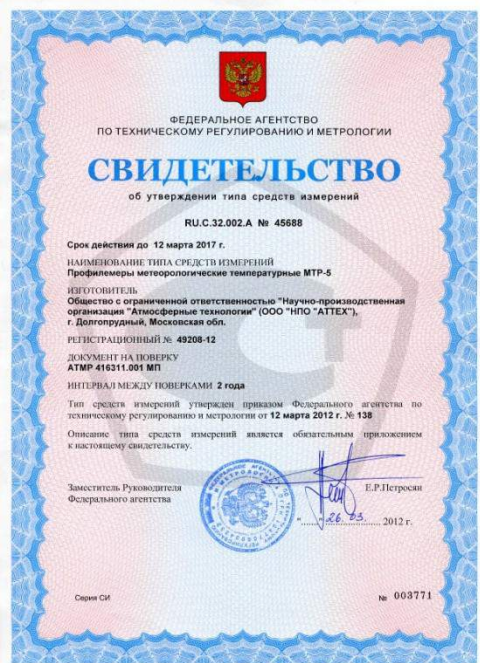 ФЕДЕРАЛЬНОЕ АГЕНТСТВО
ПО ТЕХНИЧЕСКОМУ РЕГУЛИРОВАНИЮ И МЕТРОЛОГИИ
СВИДЕТЕЛЬСТВО
об утверждении типа средств измерений
RU.C.32.002.A № 45688
Срок действия до 12 марта 2017 г.
НАИМЕНОВАНИЕ ТИПА СРЕДСТВ ИЗМЕРЕНИЙ
Профилемеры метеорологические температурные МТР-5
ИЗГОТОВИТЕЛЬ
Общество с ограниченной ответственностью "Научно-производственная
организация "Атмосферные технологии" (ООО "НПО "АТТЕХ"),
г. Долгопрудный, Московская обл.
РЕГИСТРАЦИОННЫЙ № 49208-12
ДОКУМЕНТ НА ПОВЕРКУ
АТМР 416311.001 МП
ИНТЕРВАЛ МЕЖДУ ПОВЕРКАМИ 2 года
Тип средств измерений утвержден приказом Федерального агентства по
техническому регулированию и метрологии от 12 марта 2012 г. № 138
Описание типа средств измерений является обязательным приложением
к настоящему свидетельству.
Заместитель Руководителя
Федерального агентства
Е.Р.Петросян
"26.03. 2012 г.
Серия СИ
№ 003771